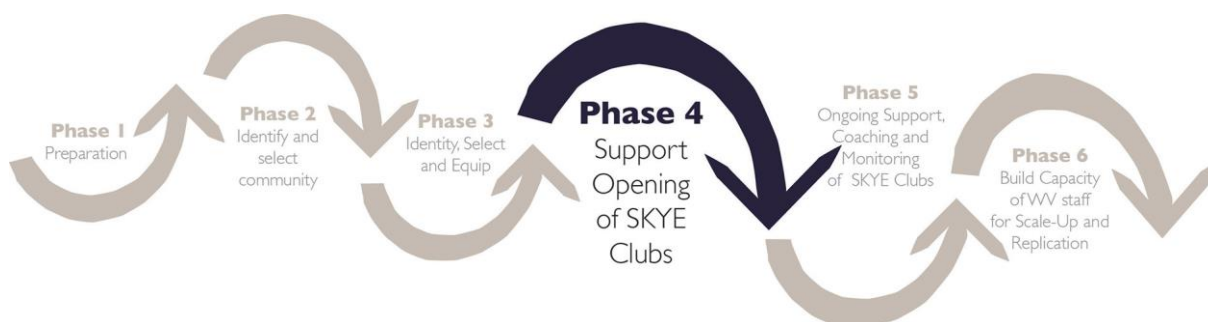 Phase 1
Preparation
Phase 2
Identify and
select
community
Phase 3
Identity, Select
and Equip
Phase 4
Support
Opening
of SKYE
Clubs
Phase 5
Ongoing Support,
Coaching and
Monitoring
of SKYE Clubs
Phase 6
Build Capacity
of WV staff
for Scale-Up and
Replication